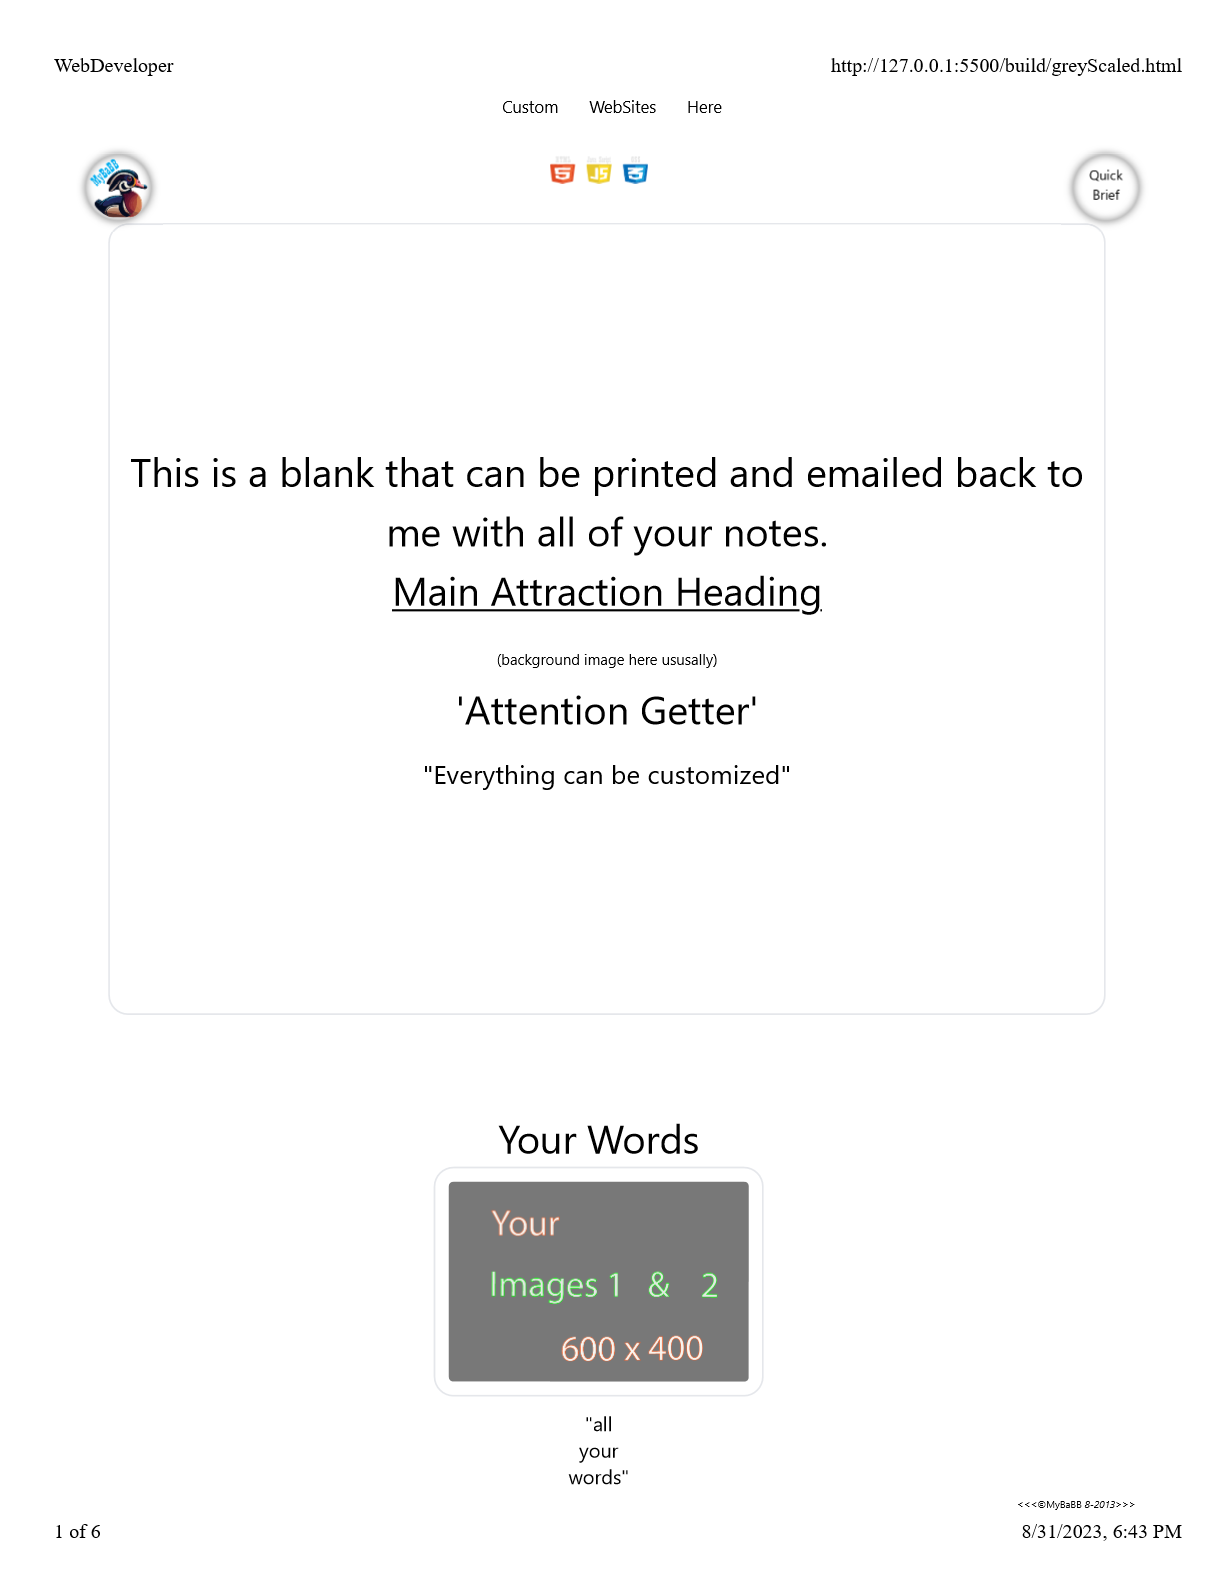 WebDeveloper http://127.0.0.1:5500/build/greyScaled.html
Custom WebSites Here
MyBaBB
HTML
JS
CSS
Quick
Brief
This is a blank that can be printed and emailed back to
me with all of your notes.
Main Attraction Heading
(background image here ususally)
'Attention Getter'
"Everything can be customized"
Your Words
Your
Images 1 & 2
600 x 400
"all
your
words"
<<<©MyBaBB 8-2013>>>
1 of 6 8/31/2023, 6:43 PM